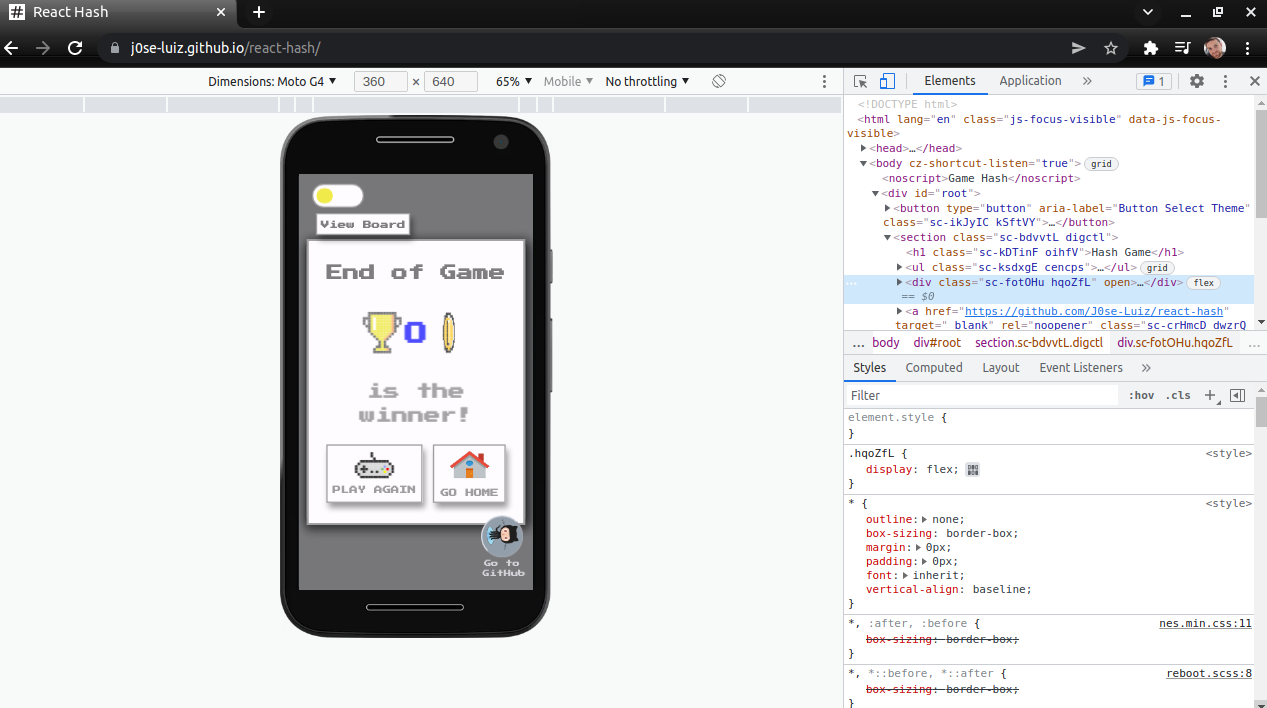 React Hash
j0se-luiz.github.io/react-hash/
Dimensions: Moto G4 360 × 640 65% Mobile No throttling
Elements Application » 1
<!DOCTYPE html>
<html lang="en" class="js-focus-visible" data-js-focus-
visible>
<head>…</head>
<body cz-shortcut-listen="true"> grid
<noscript>Game Hash</noscript>
<div id="root">
<button type="button" aria-label="Button Select Theme"
class="sc-ikJyIC kSftVY">…</button>
<section class="sc-bdvvtL digctl">
<h1 class="sc-kDTinF oihfV">Hash Game</h1>
<ul class="sc-ksdxgE cencps">…</ul> grid
… <div class="sc-fotOHu hqoZfL" open>…</div> flex
== $0
<a href="https://github.com/J0se-Luiz/react-hash"
target="_blank" rel="noopener" class="sc-crHmcD dwzrQ
… body div#root section.sc-bdvvtL.digctl div.sc-fotOHu.hqoZfL …
Styles Computed Layout Event Listeners »
Filter :hov .cls +
element.style {
}
.hqoZfL { <style>
display: flex;
}
* { <style>
outline: none;
box-sizing: border-box;
margin: 0px;
padding: 0px;
font: inherit;
vertical-align: baseline;
}
*, :after, :before { nes.min.css:11
box-sizing: border-box;
}
*, *::before, *::after { reboot.scss:8
box-sizing: border-box;
}
View Board
End of Game
O
is the
winner!
PLAY AGAIN
GO HOME
Go to
GitHub